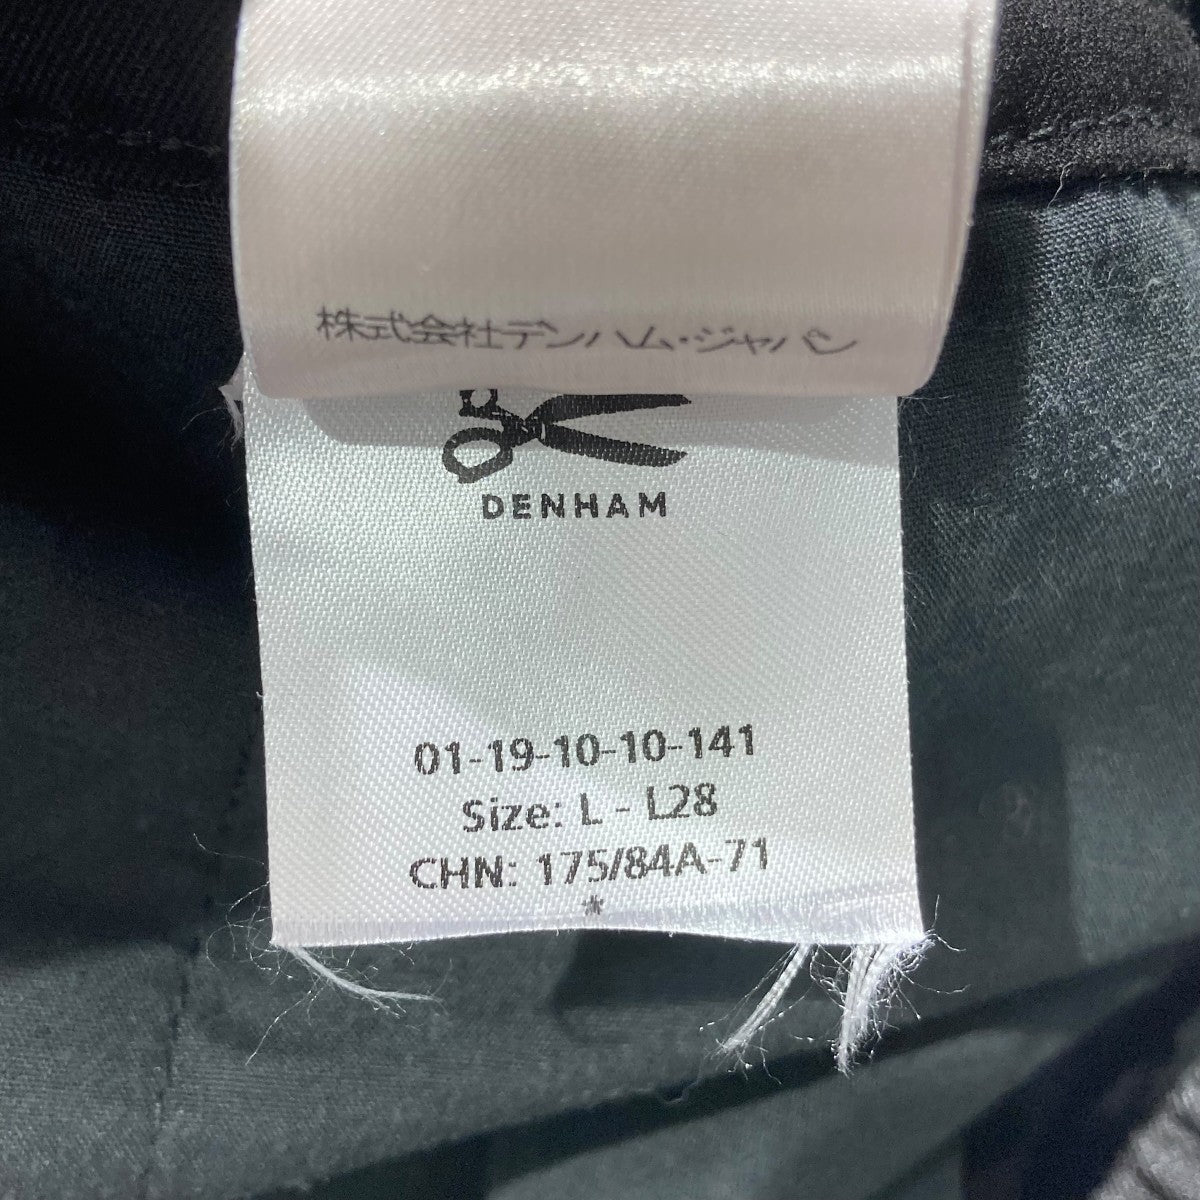 株式会社デンハム・ジャパン
DENHAM
01-19-10-10-141
Size: L - L28
CHN: 175/84A-71
*